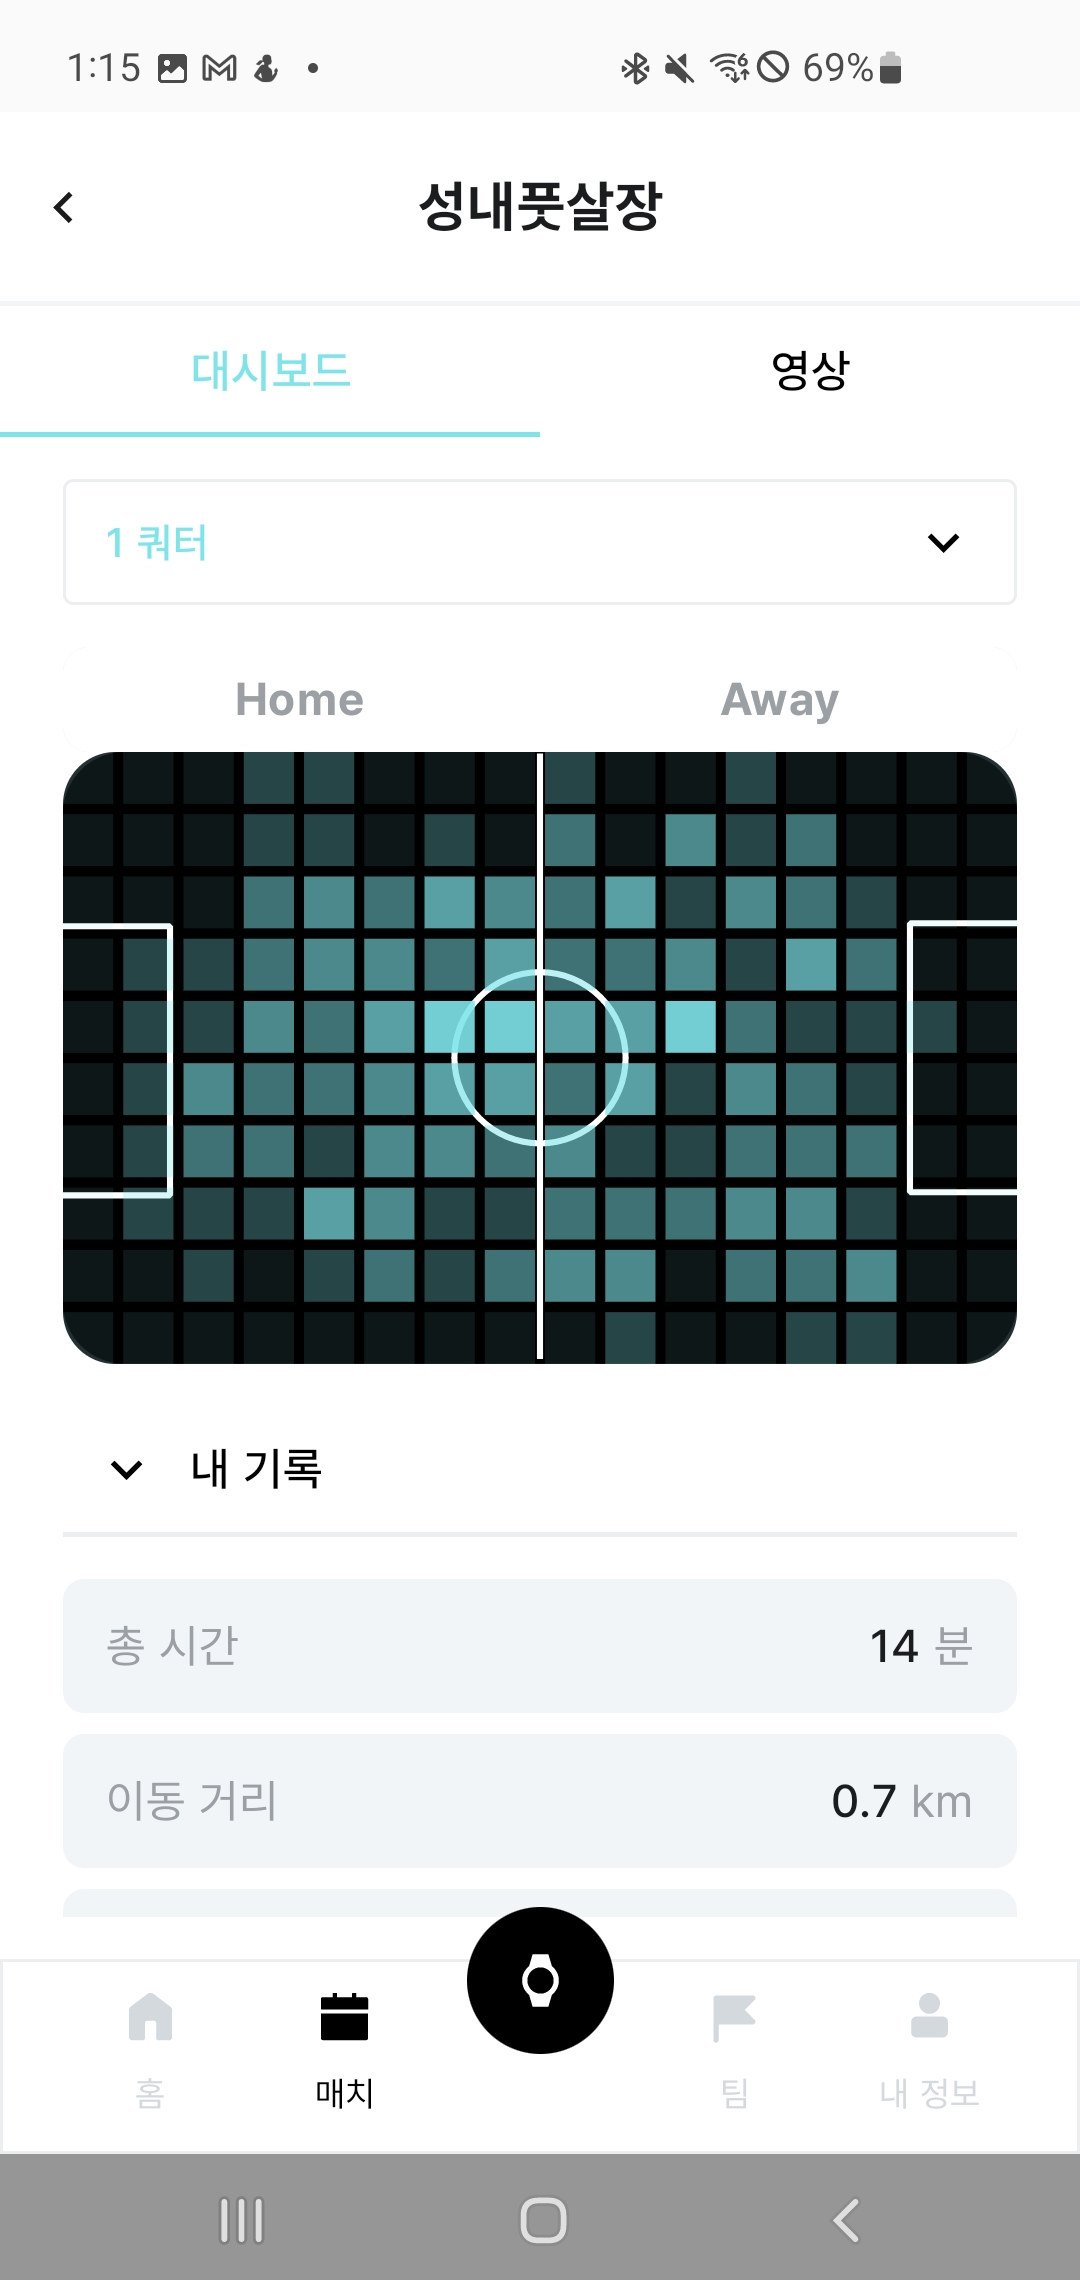 1:15
69%
성내풋살장
대시보드
영상
1 쿼터
Home
Away
내 기록
총 시간
14 분
이동 거리
0.7 km
홈
매치
팀
내 정보